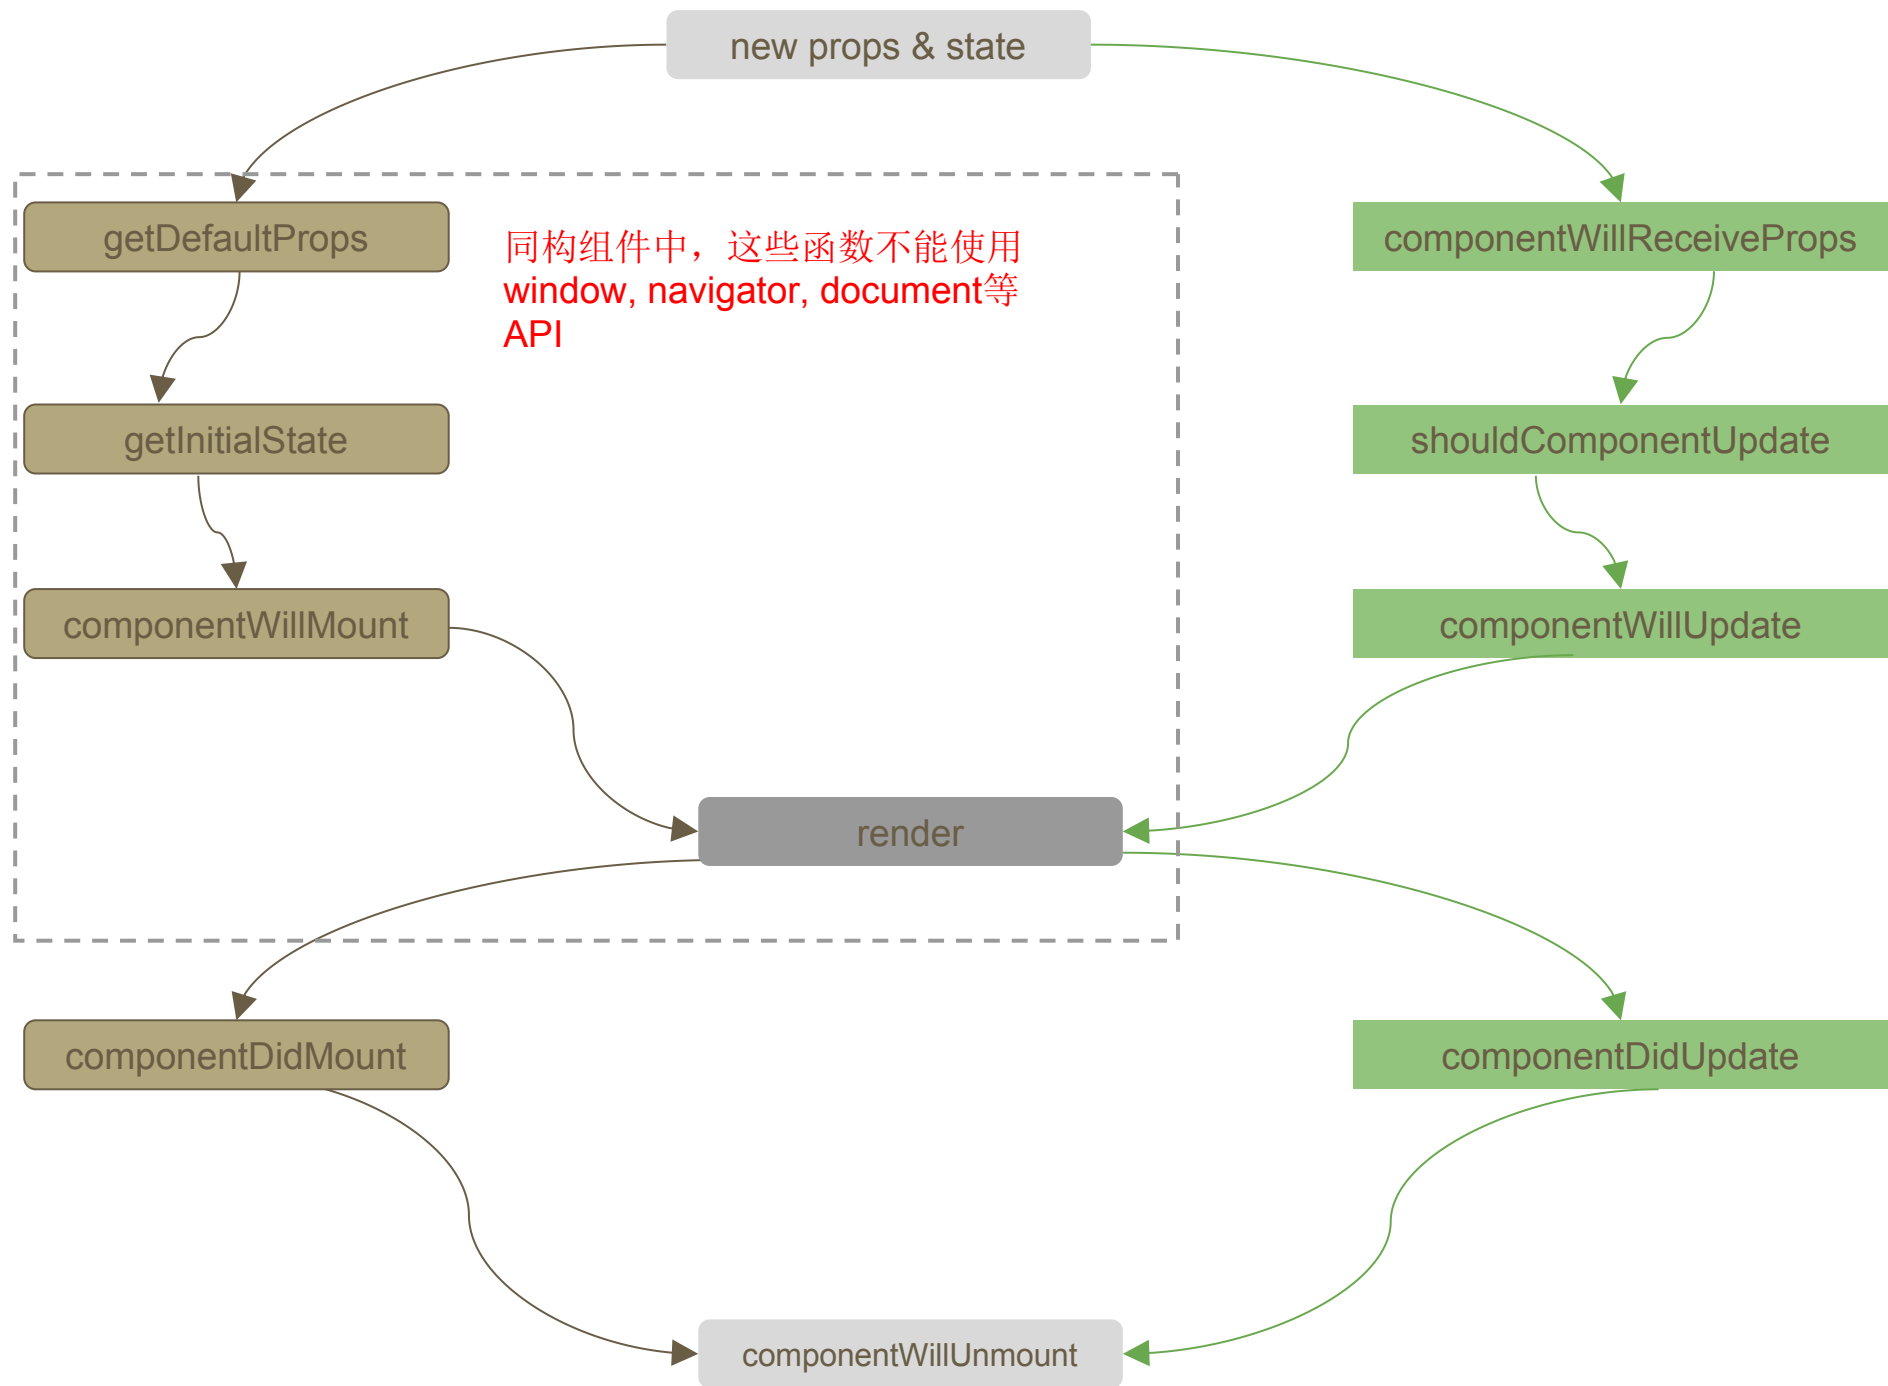 new props & state
getDefaultProps
同构组件中，这些函数不能使用
window, navigator, document等
API
componentWillReceiveProps
getInitialState
shouldComponentUpdate
componentWillMount
componentWillUpdate
render
componentDidMount
componentDidUpdate
componentWillUnmount